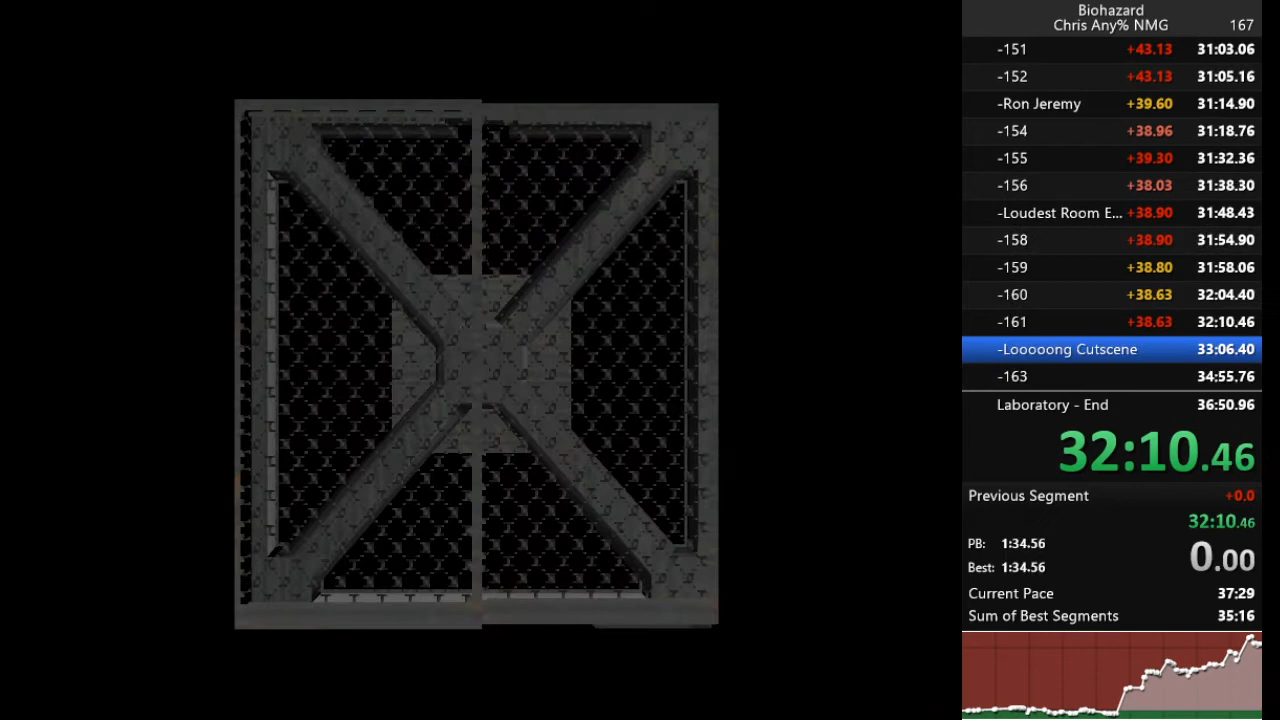 Biohazard
Chris Any% NMG 167
-151 +43.13 31:03.06
-152 +43.13 31:05.16
-Ron Jeremy +39.60 31:14.90
-154 +38.96 31:18.76
-155 +39.30 31:32.36
-156 +38.03 31:38.30
-Loudest Room E... +38.90 31:48.43
-158 +38.90 31:54.90
-159 +38.80 31:58.06
-160 +38.63 32:04.40
-161 +38.63 32:10.46
-Looooong Cutscene 33:06.40
-163 34:55.76
Laboratory - End 36:50.96
32:10.46
Previous Segment +0.0
32:10.46
PB: 1:34.56
Best: 1:34.56
0.00
Current Pace 37:29
Sum of Best Segments 35:16